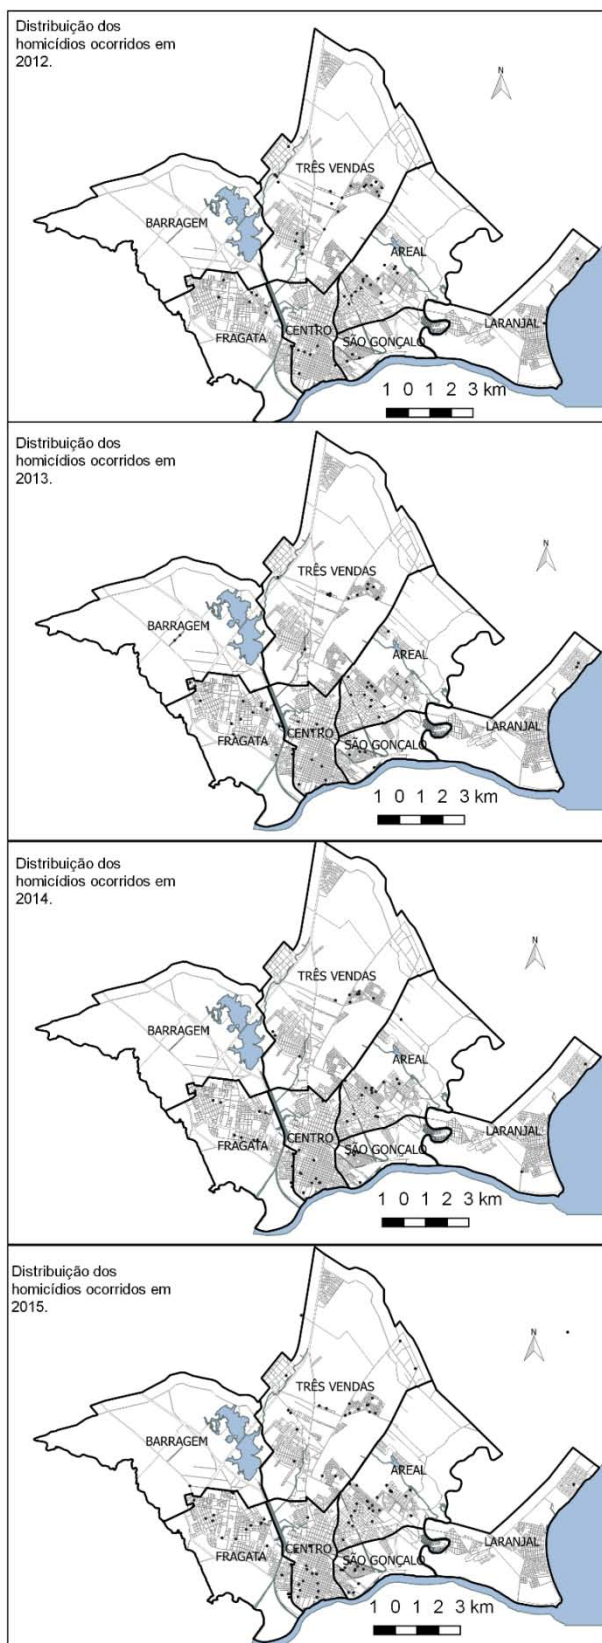 Distribuição dos
homicídios ocorridos em
2012.
N
TRÊS VENDAS
BARRAGEM
AREAL
LARANJAL
CENTRO
FRAGATA
SÃO GONÇALO
1 0 1 2 3 km
Distribuição dos
homicídios ocorridos em
2013.
N
TRÊS VENDAS
BARRAGEM
AREAL
LARANJAL
CENTRO
FRAGATA
SÃO GONÇALO
1 0 1 2 3 km
Distribuição dos
homicídios ocorridos em
2014.
N
TRÊS VENDAS
BARRAGEM
AREAL
LARANJAL
CENTRO
FRAGATA
SÃO GONÇALO
1 0 1 2 3 km
Distribuição dos
homicídios ocorridos em
2015.
N
TRÊS VENDAS
BARRAGEM
AREAL
LARANJAL
CENTRO
FRAGATA
SÃO GONÇALO
1 0 1 2 3 km